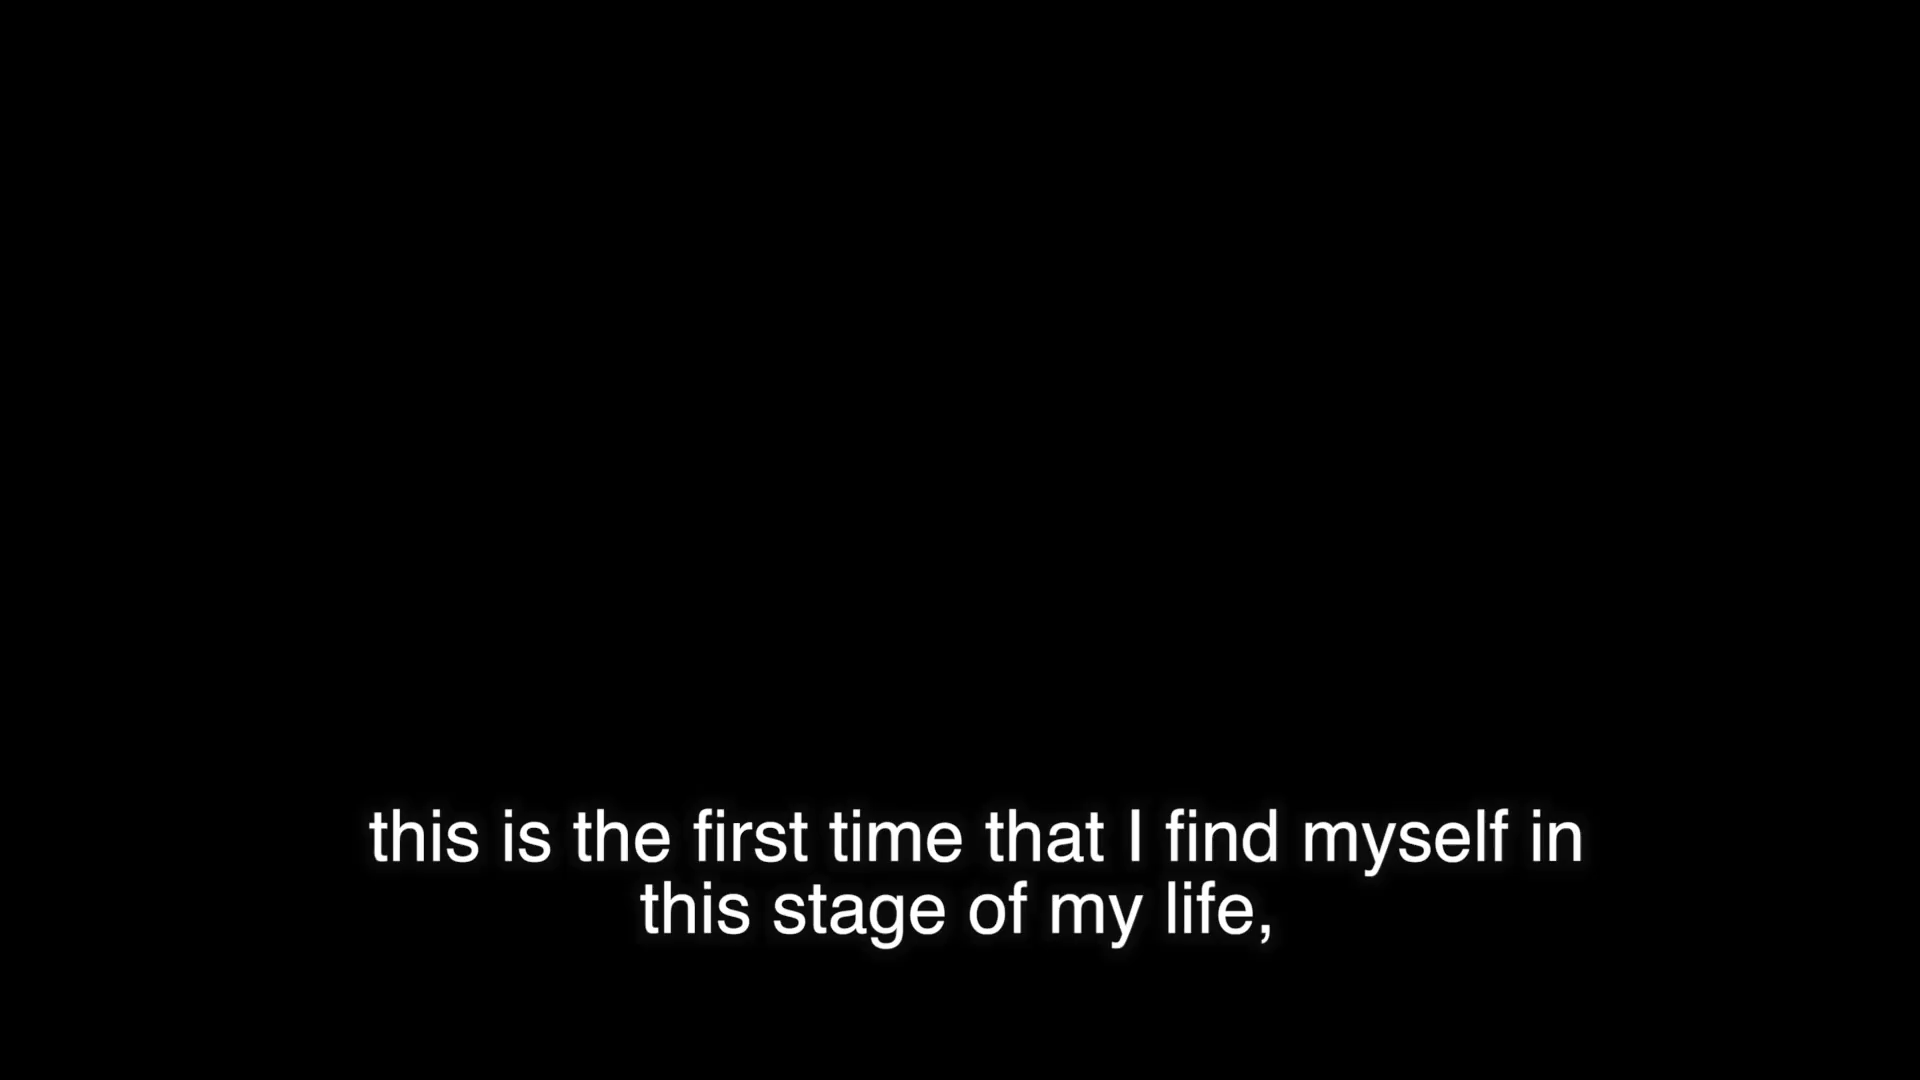 this is the first time that I find myself in
this stage of my life,